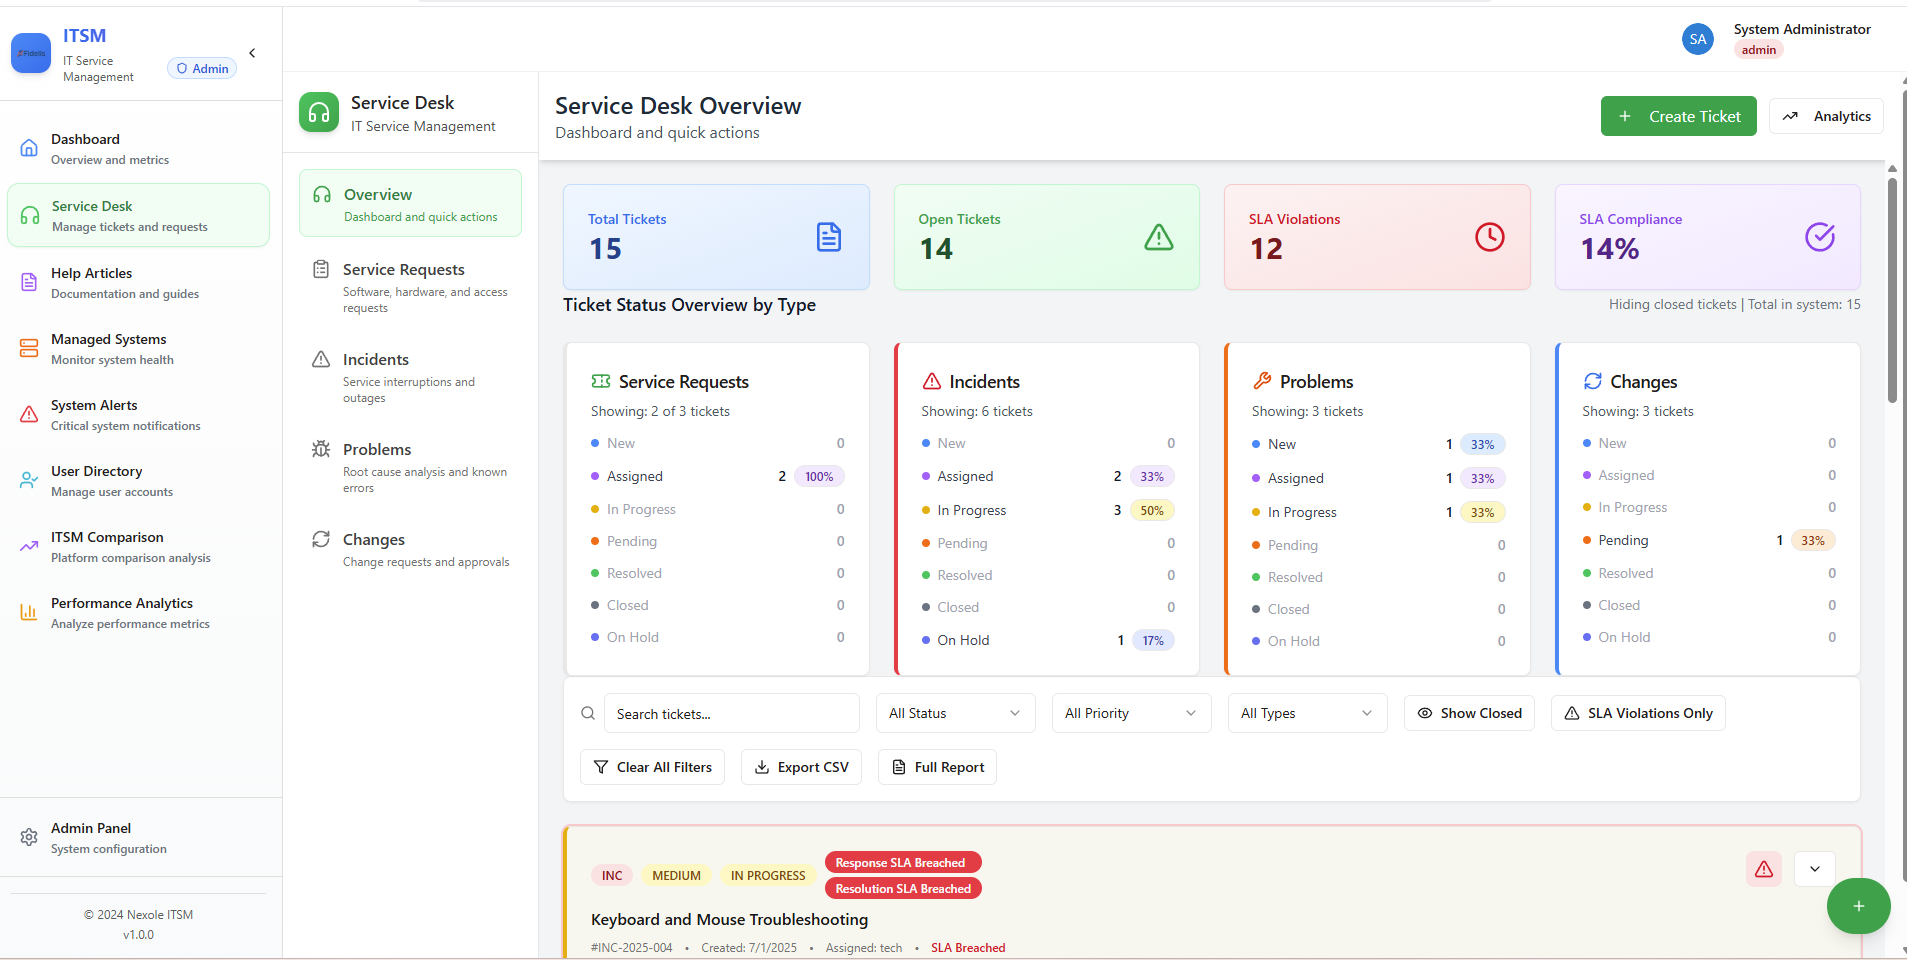 Fidelis
ITSM
IT Service
Management
Admin
Dashboard
Overview and metrics
Service Desk
Manage tickets and requests
Help Articles
Documentation and guides
Managed Systems
Monitor system health
System Alerts
Critical system notifications
User Directory
Manage user accounts
ITSM Comparison
Platform comparison analysis
Performance Analytics
Analyze performance metrics
Admin Panel
System configuration
© 2024 Nexole ITSM
v1.0.0
SA
System Administrator
admin
Service Desk
IT Service Management
Overview
Dashboard and quick actions
Service Requests
Software, hardware, and access
requests
Incidents
Service interruptions and
outages
Problems
Root cause analysis and known
errors
Changes
Change requests and approvals
Service Desk Overview
Dashboard and quick actions
+ Create Ticket
Analytics
Total Tickets
15
Open Tickets
14
SLA Violations
12
SLA Compliance
14%
Ticket Status Overview by Type
Hiding closed tickets | Total in system: 15
Service Requests
Showing: 2 of 3 tickets
New 0
Assigned 2 100%
In Progress 0
Pending 0
Resolved 0
Closed 0
On Hold 0
Incidents
Showing: 6 tickets
New 0
Assigned 2 33%
In Progress 3 50%
Pending 0
Resolved 0
Closed 0
On Hold 1 17%
Problems
Showing: 3 tickets
New 1 33%
Assigned 1 33%
In Progress 1 33%
Pending 0
Resolved 0
Closed 0
On Hold 0
Changes
Showing: 3 tickets
New 0
Assigned 0
In Progress 0
Pending 1 33%
Resolved 0
Closed 0
On Hold 0
Search tickets...
All Status
All Priority
All Types
Show Closed
SLA Violations Only
Clear All Filters
Export CSV
Full Report
INC
MEDIUM
IN PROGRESS
Response SLA Breached
Resolution SLA Breached
Keyboard and Mouse Troubleshooting
#INC-2025-004 • Created: 7/1/2025 • Assigned: tech • SLA Breached
+